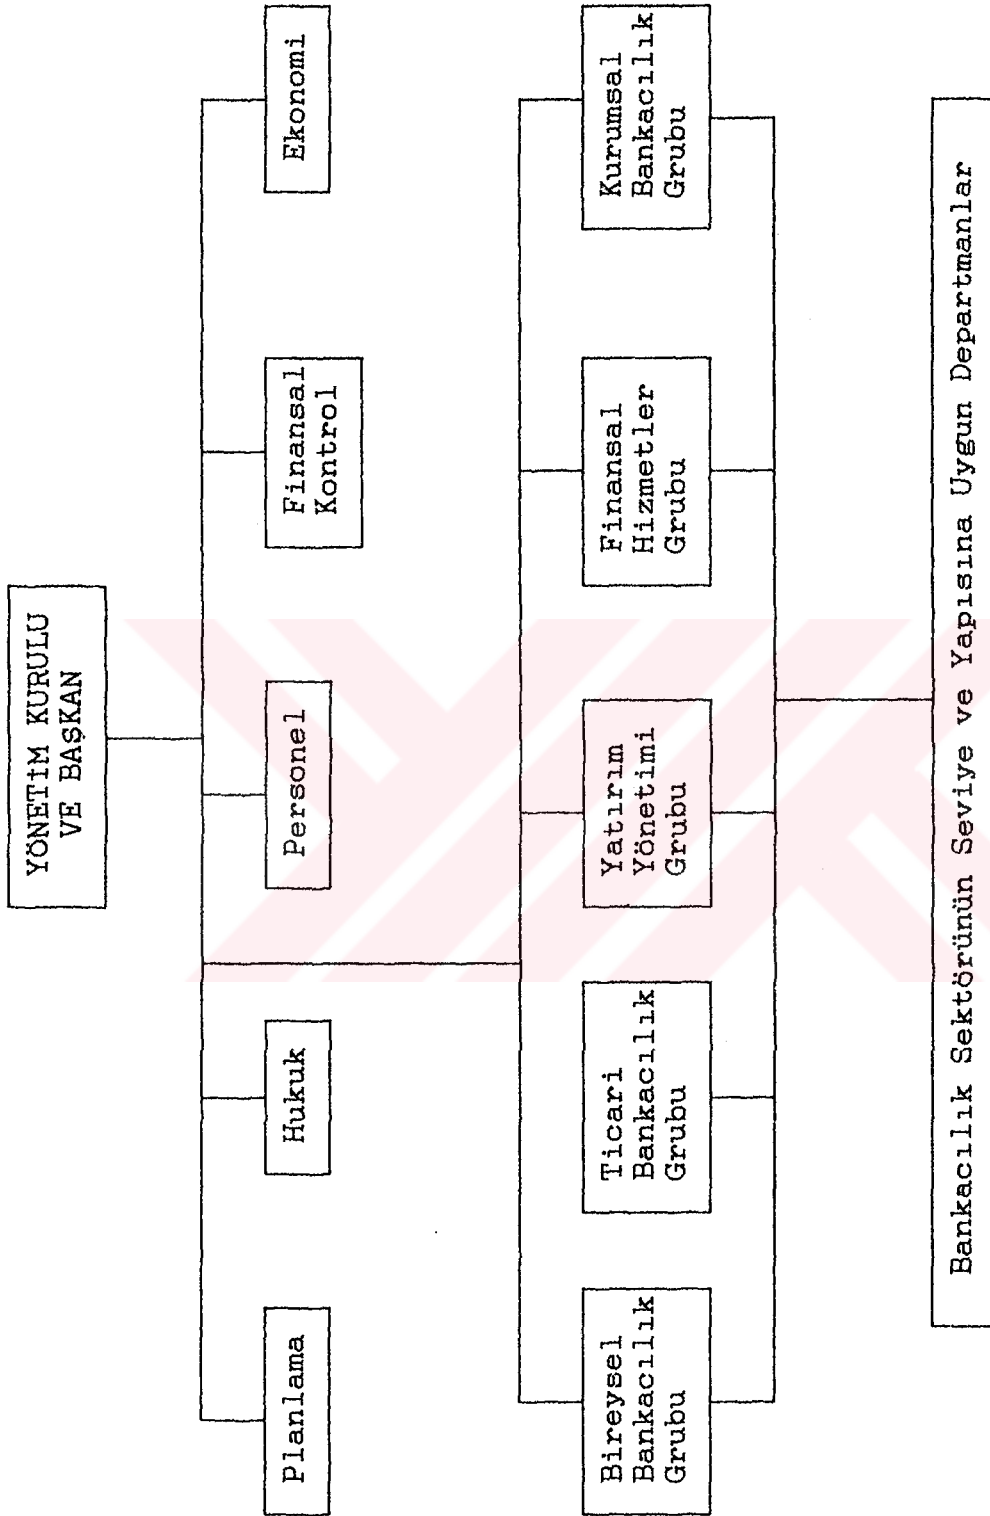 YÖNETIM KURULU
VE BAŞKAN
Planlama
Hukuk
Personel
Finansal
Kontrol
Ekonomi
Bireysel
Bankacılık
Grubu
Ticari
Bankacılık
Grubu
Yatırım
Yönetimi
Grubu
Finansal
Hizmetler
Grubu
Kurumsal
Bankacılık
Grubu
Bankacılık Sektörünün Seviye ve Yapısına Uygun Departmanlar